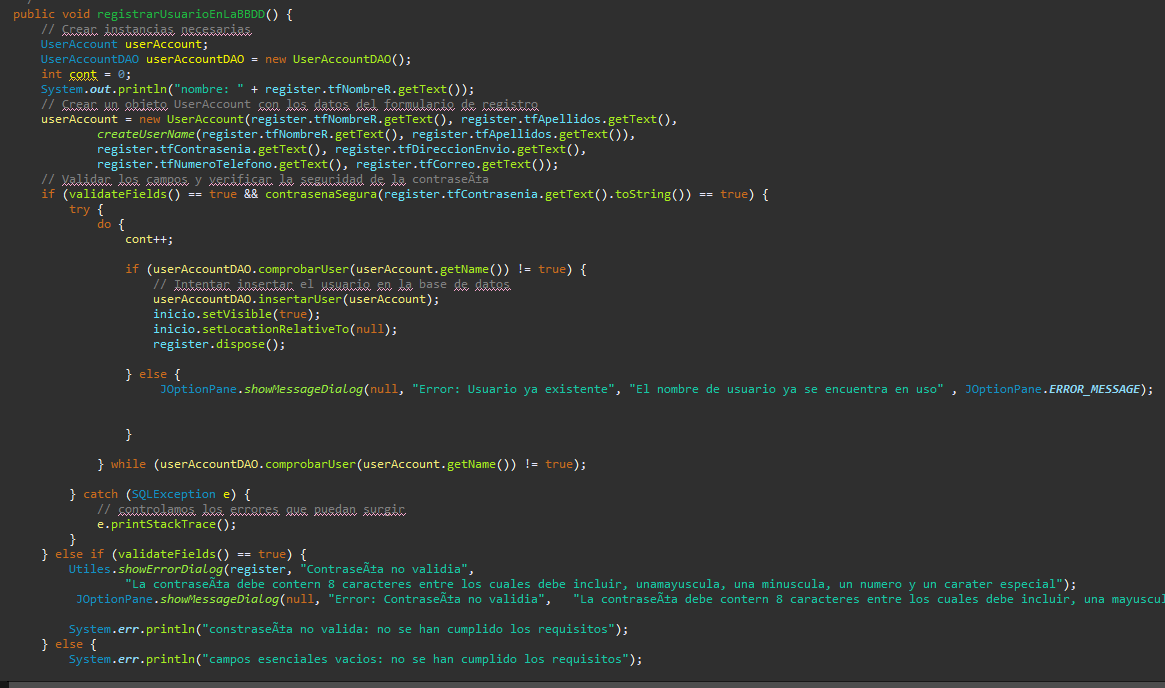 public void registrarUsuarioEnLaBBDD() {
// Crear instancias necesarias
UserAccount userAccount;
UserAccountDAO userAccountDAO = new UserAccountDAO();
int cont = 0;
System.out.println("nombre: " + register.tfNombreR.getText());
// Crear un objeto UserAccount con los datos del formulario de registro
userAccount = new UserAccount(register.tfNombreR.getText(), register.tfApellidos.getText(),
createUserName(register.tfNombreR.getText(), register.tfApellidos.getText()),
register.tfContrasenia.getText(), register.tfDireccionEnvio.getText(),
register.tfNumeroTelefono.getText(), register.tfCorreo.getText());
// Validar los campos y verificar la seguridad de la contraseÃ±a
if (validateFields() == true && contrasenaSegura(register.tfContrasenia.getText().toString()) == true) {
try {
do {
cont++;
if (userAccountDAO.comprobarUser(userAccount.getName()) != true) {
// Intentar insertar el usuario en la base de datos
userAccountDAO.insertarUser(userAccount);
inicio.setVisible(true);
inicio.setLocationRelativeTo(null);
register.dispose();
} else {
JOptionPane.showMessageDialog(null, "Error: Usuario ya existente", "El nombre de usuario ya se encuentra en uso" , JOptionPane.ERROR_MESSAGE);
}
} while (userAccountDAO.comprobarUser(userAccount.getName()) != true);
} catch (SQLException e) {
// controlamos los errores que puedan surgir
e.printStackTrace();
}
} else if (validateFields() == true) {
Utiles.showErrorDialog(register, "ContraseÃ±a no validia",
"La contraseÃ±a debe contern 8 caracteres entre los cuales debe incluir, unamayuscula, una minuscula, un numero y un carater especial");
JOptionPane.showMessageDialog(null, "Error: ContraseÃ±a no validia", "La contraseÃ±a debe contern 8 caracteres entre los cuales debe incluir, una mayuscul
System.err.println("constraseÃ±a no valida: no se han cumplido los requisitos");
} else {
System.err.println("campos esenciales vacios: no se han cumplido los requisitos");